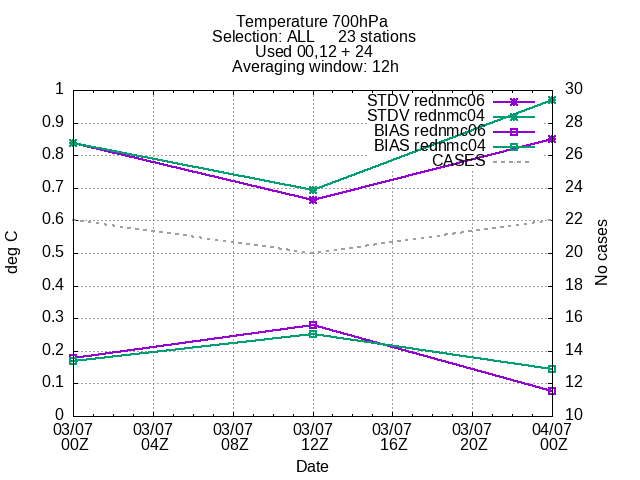 Temperature 700hPa
Selection: ALL 23 stations
Used 00,12 + 24
Averaging window: 12h
1 30
0.9 28
0.8 26
0.7 24
0.6 22
0.5 20
0.4 18
0.3 16
0.2 14
0.1 12
0 10
STDV rednmc06
STDV rednmc04
BIAS rednmc06
BIAS rednmc04
CASES
deg C
No cases
03/07 03/07 03/07 03/07 03/07 03/07 04/07
00Z 04Z 08Z 12Z 16Z 20Z 00Z
Date